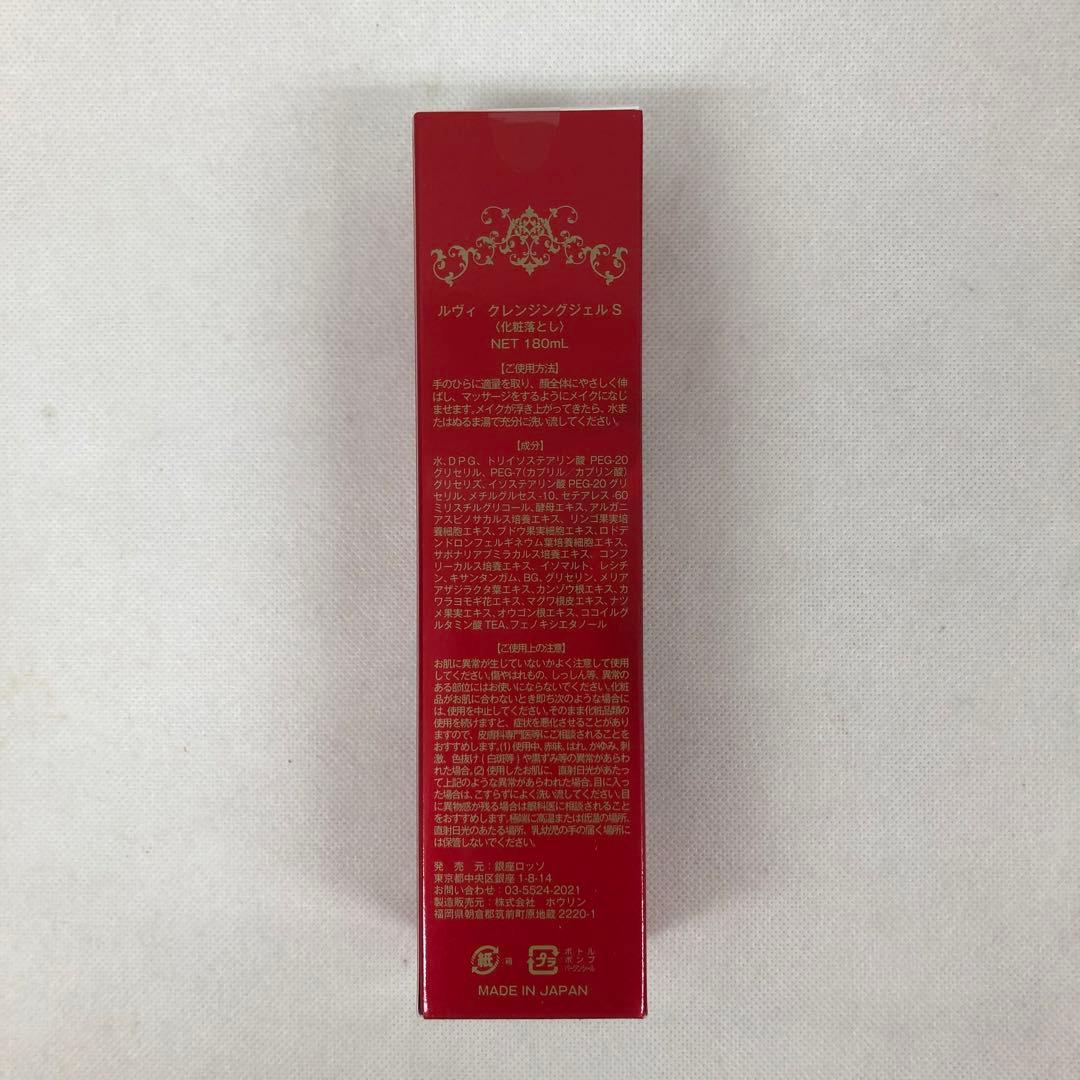 ルヴィ クレンジングジェル S
〈化粧落とし〉
NET 180mL
【ご使用方法】
手のひらに適量を取り、顔全体にやさしく伸
ばし、マッサージをするようにメイクになじ
ませます。メイクが浮き上がってきたら、水ま
たはぬるま湯で充分に洗い流してください。
【成分】
水、DPG、トリイソステアリン酸 PEG-20
グリセリル、PEG-7(カプリル/カプリン酸)
グリセリズ、イソステアリン酸 PEG-20 グリ
セリル、メチルグルセス-10、セテアレス-60
ミリスチルグリコール、酵母エキス、アルガニ
アスピノサカルス培養エキス、リンゴ果実培
養細胞エキス、ブドウ果実細胞エキス、ロドデ
ンドロンフェルギネウム葉培養細胞エキス、
サポナリアプミラカルス培養エキス、コンフ
リーカルス培養エキス、イソマルト、レシチ
ン、キサンタンガム、BG、グリセリン、メリア
アザジラクタ葉エキス、カンゾウ根エキス、カ
ワラヨモギ花エキス、マグワ根皮エキス、ナツ
メ果実エキス、オウゴン根エキス、ココイルグ
ルタミン酸 TEA、フェノキシエタノール
【ご使用上の注意】
お肌に異常が生じていないかよく注意して使用
してください。傷やはれもの、しっしん等、異常の
ある部位にはお使いにならないでください。化粧
品がお肌に合わないとき即ち次のような場合に
は、使用を中止してください。そのまま化粧品類の
使用を続けますと、症状を悪化させることがあり
ますので、皮膚科専門医等にご相談されることを
おすすめします。(1)使用中、赤味、はれ、かゆみ、刺
激、色抜け(白斑等)や黒ずみ等の異常があらわ
れた場合。(2)使用したお肌に、直射日光があたっ
て上記のような異常があらわれた場合。目に入っ
た場合は、こすらずによく洗い流してください。目
に異物感が残る場合は眼科医に相談されること
をおすすめします。極端に高温または低温の場所、
直射日光のあたる場所、乳幼児の手の届く場所に
は保管しないでください。
発 売 元:銀座ロッソ
東京都中央区銀座 1-8-14
お問い合わせ:03-5524-2021
製造販売元:株式会社 ホウリン
福岡県朝倉郡筑前町原地蔵 2220-1
紙 箱 プラ ボトル
ポンプ
バージンシール
MADE IN JAPAN